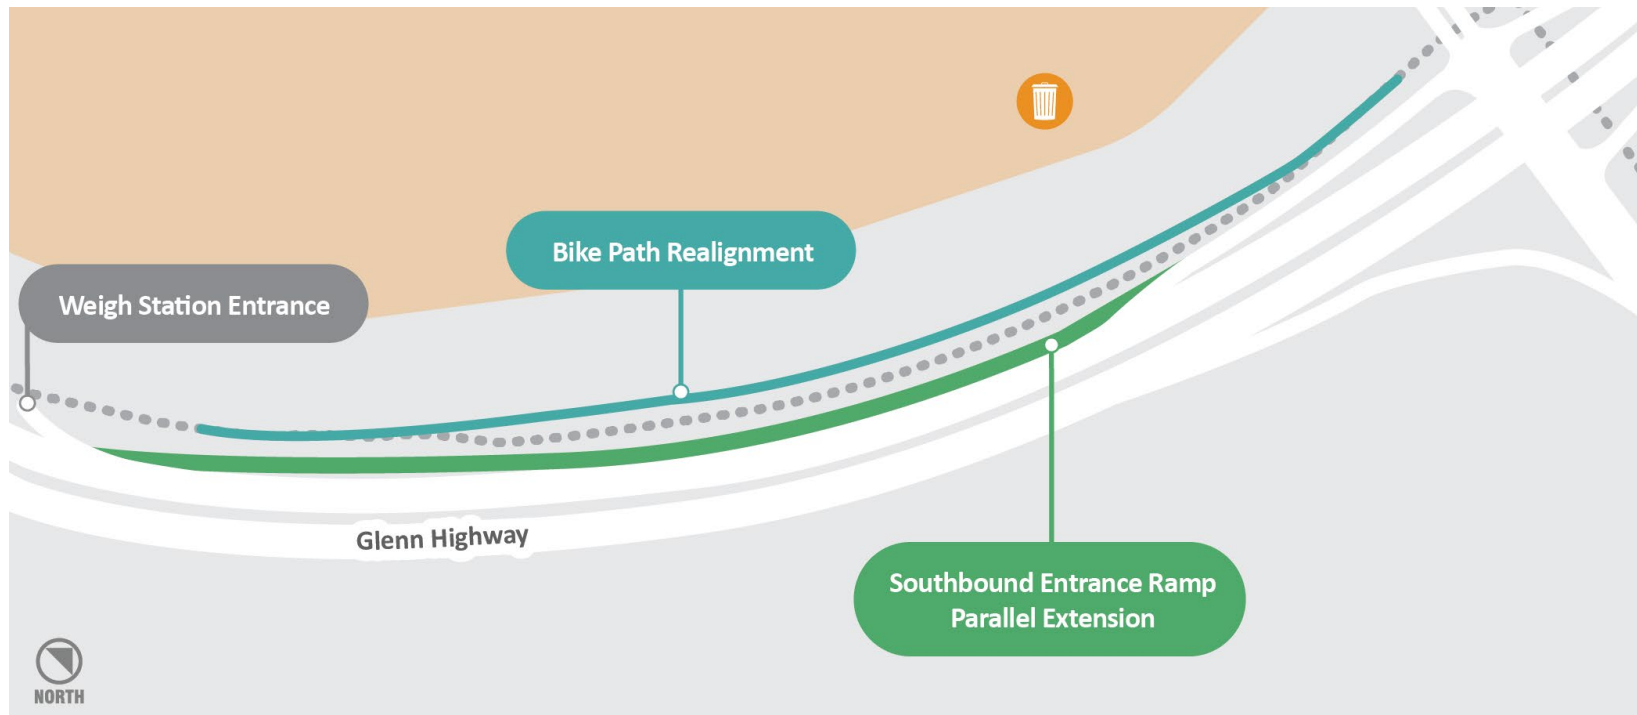 Bike Path Realignment
Weigh Station Entrance
Glenn Highway
Southbound Entrance Ramp
Parallel Extension
NORTH